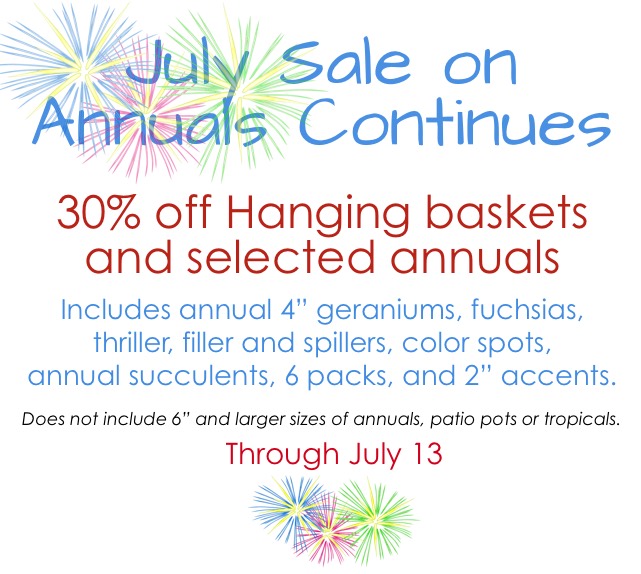 July Sale on
Annuals Continues
30% off Hanging baskets
and selected annuals
Includes annual 4” geraniums, fuchsias,
thriller, filler and spillers, color spots,
annual succulents, 6 packs, and 2” accents.
Does not include 6” and larger sizes of annuals, patio pots or tropicals.
Through July 13